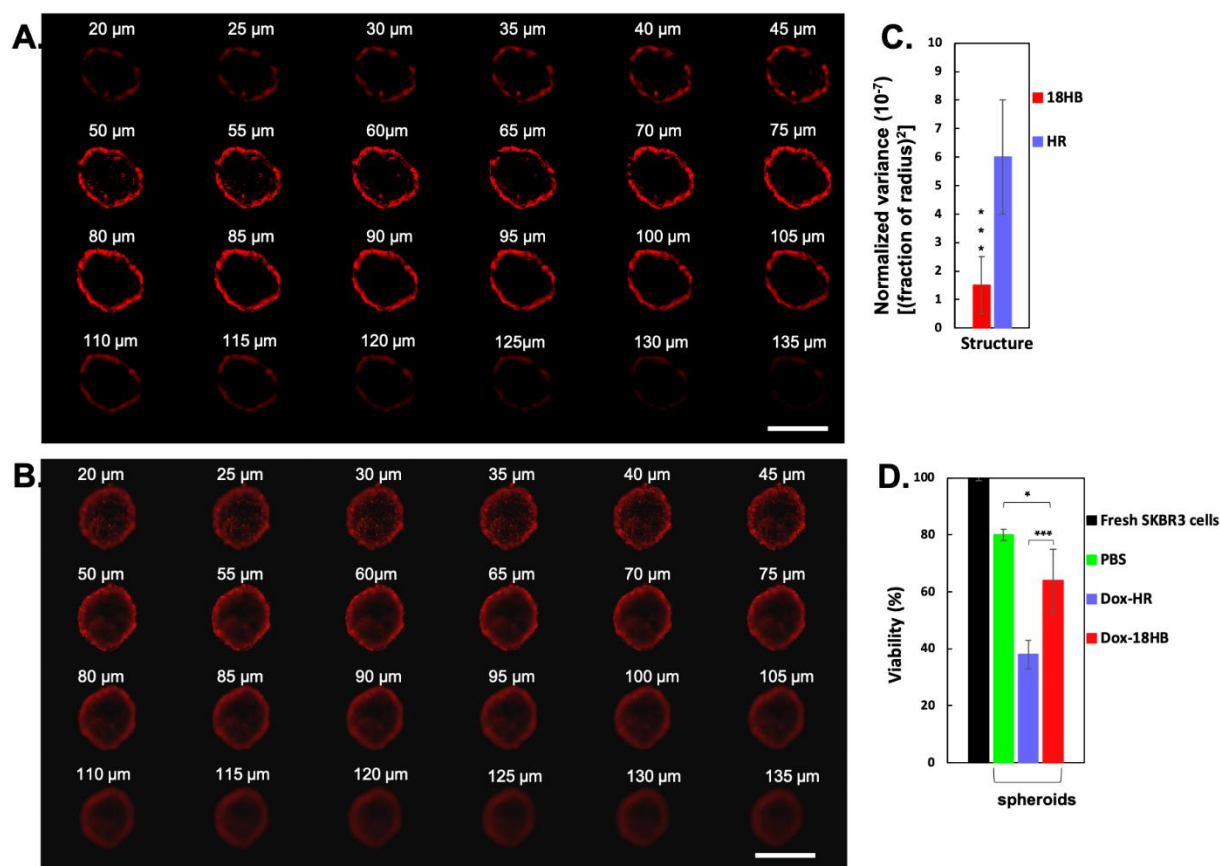 A.
20 µm 25 µm 30 µm 35 µm 40 µm 45 µm
50 µm 55 µm 60µm 65 µm 70 µm 75 µm
80 µm 85 µm 90 µm 95 µm 100 µm 105 µm
110 µm 115 µm 120 µm 125µm 130 µm 135 µm
B.
20 µm 25 µm 30 µm 35 µm 40 µm 45 µm
50 µm 55 µm 60µm 65 µm 70 µm 75 µm
80 µm 85 µm 90 µm 95 µm 100 µm 105 µm
110 µm 115 µm 120 µm 125 µm 130 µm 135 µm
C.
Normalized variance (10⁻⁷)
[(fraction of radius)²]
10
9
8
7
6
5
4
3
2
1
0
* * *
Structure
18HB
HR
D.
Viability (%)
100
80
60
40
20
0
*
***
spheroids
Fresh SKBR3 cells
PBS
Dox-HR
Dox-18HB